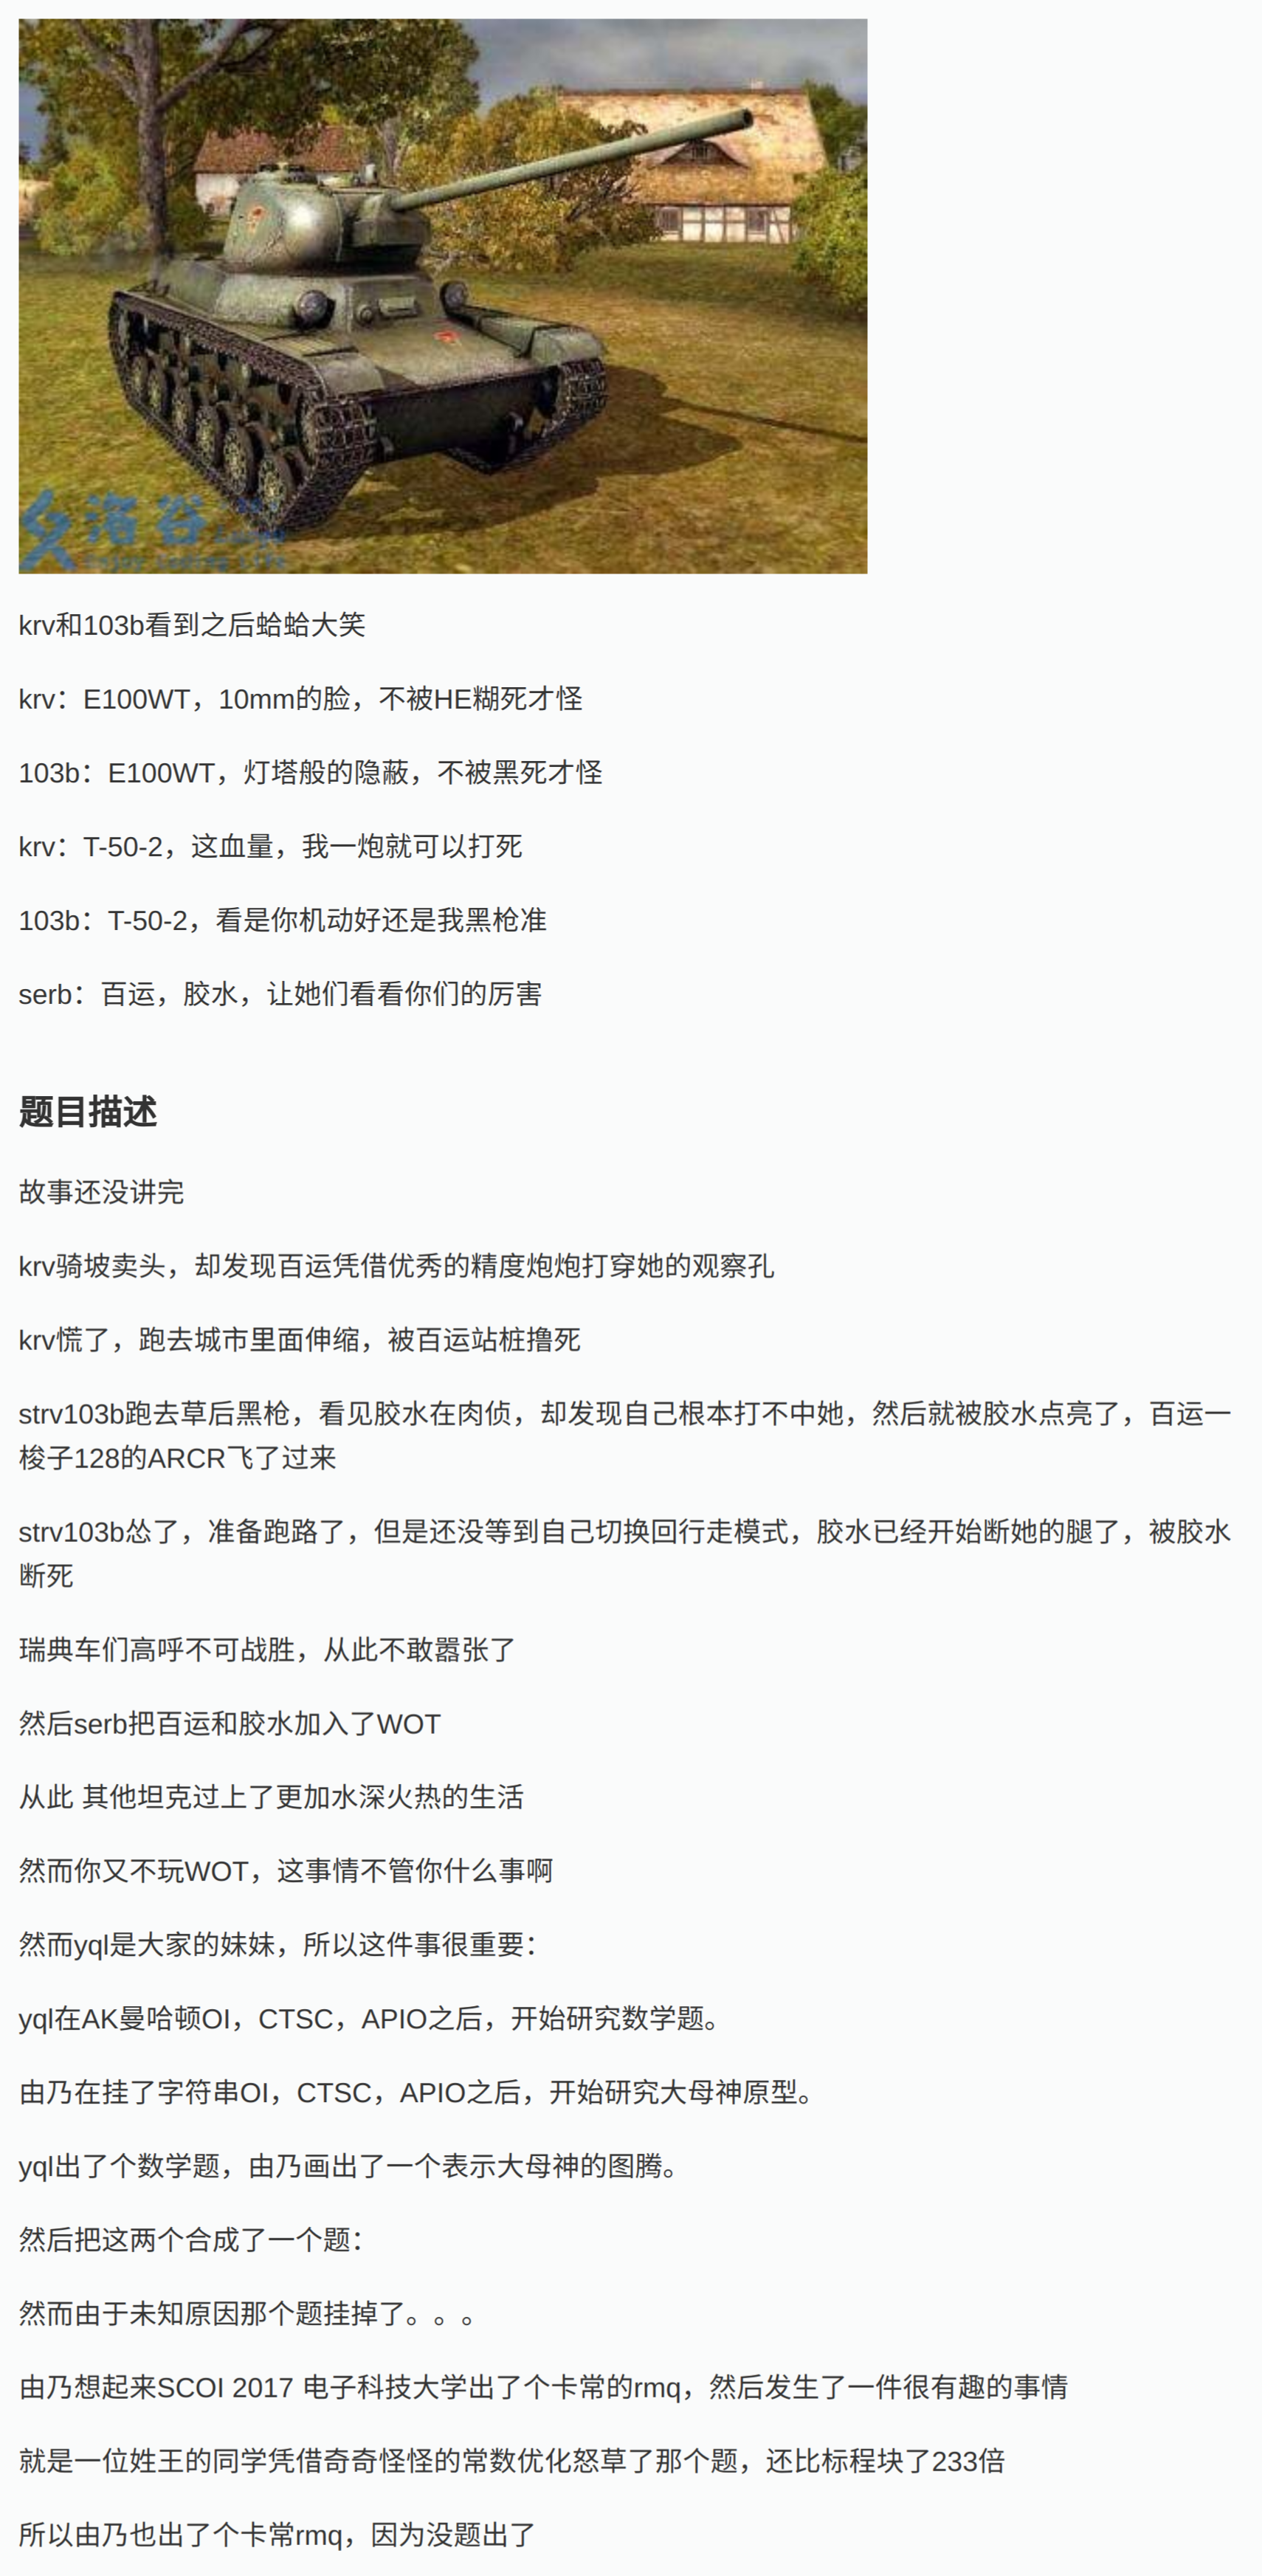 洛谷
Luogu
Enjoy Coding Life
krv和103b看到之后蛤蛤大笑
krv：E100WT，10mm的脸，不被HE糊死才怪
103b：E100WT，灯塔般的隐蔽，不被黑死才怪
krv：T-50-2，这血量，我一炮就可以打死
103b：T-50-2，看是你机动好还是我黑枪准
serb：百运，胶水，让她们看看你们的厉害
题目描述
故事还没讲完
krv骑坡卖头，却发现百运凭借优秀的精度炮炮打穿她的观察孔
krv慌了，跑去城市里面伸缩，被百运站桩撸死
strv103b跑去草后黑枪，看见胶水在肉侦，却发现自己根本打不中她，然后就被胶水点亮了，百运一
梭子128的ARCR飞了过来
strv103b怂了，准备跑路了，但是还没等到自己切换回行走模式，胶水已经开始断她的腿了，被胶水
断死
瑞典车们高呼不可战胜，从此不敢嚣张了
然后serb把百运和胶水加入了WOT
从此 其他坦克过上了更加水深火热的生活
然而你又不玩WOT，这事情不管你什么事啊
然而yql是大家的妹妹，所以这件事很重要：
yql在AK曼哈顿OI，CTSC，APIO之后，开始研究数学题。
由乃在挂了字符串OI，CTSC，APIO之后，开始研究大母神原型。
yql出了个数学题，由乃画出了一个表示大母神的图腾。
然后把这两个合成了一个题：
然而由于未知原因那个题挂掉了。。。
由乃想起来SCOI 2017 电子科技大学出了个卡常的rmq，然后发生了一件很有趣的事情
就是一位姓王的同学凭借奇奇怪怪的常数优化怒草了那个题，还比标程块了233倍
所以由乃也出了个卡常rmq，因为没题出了